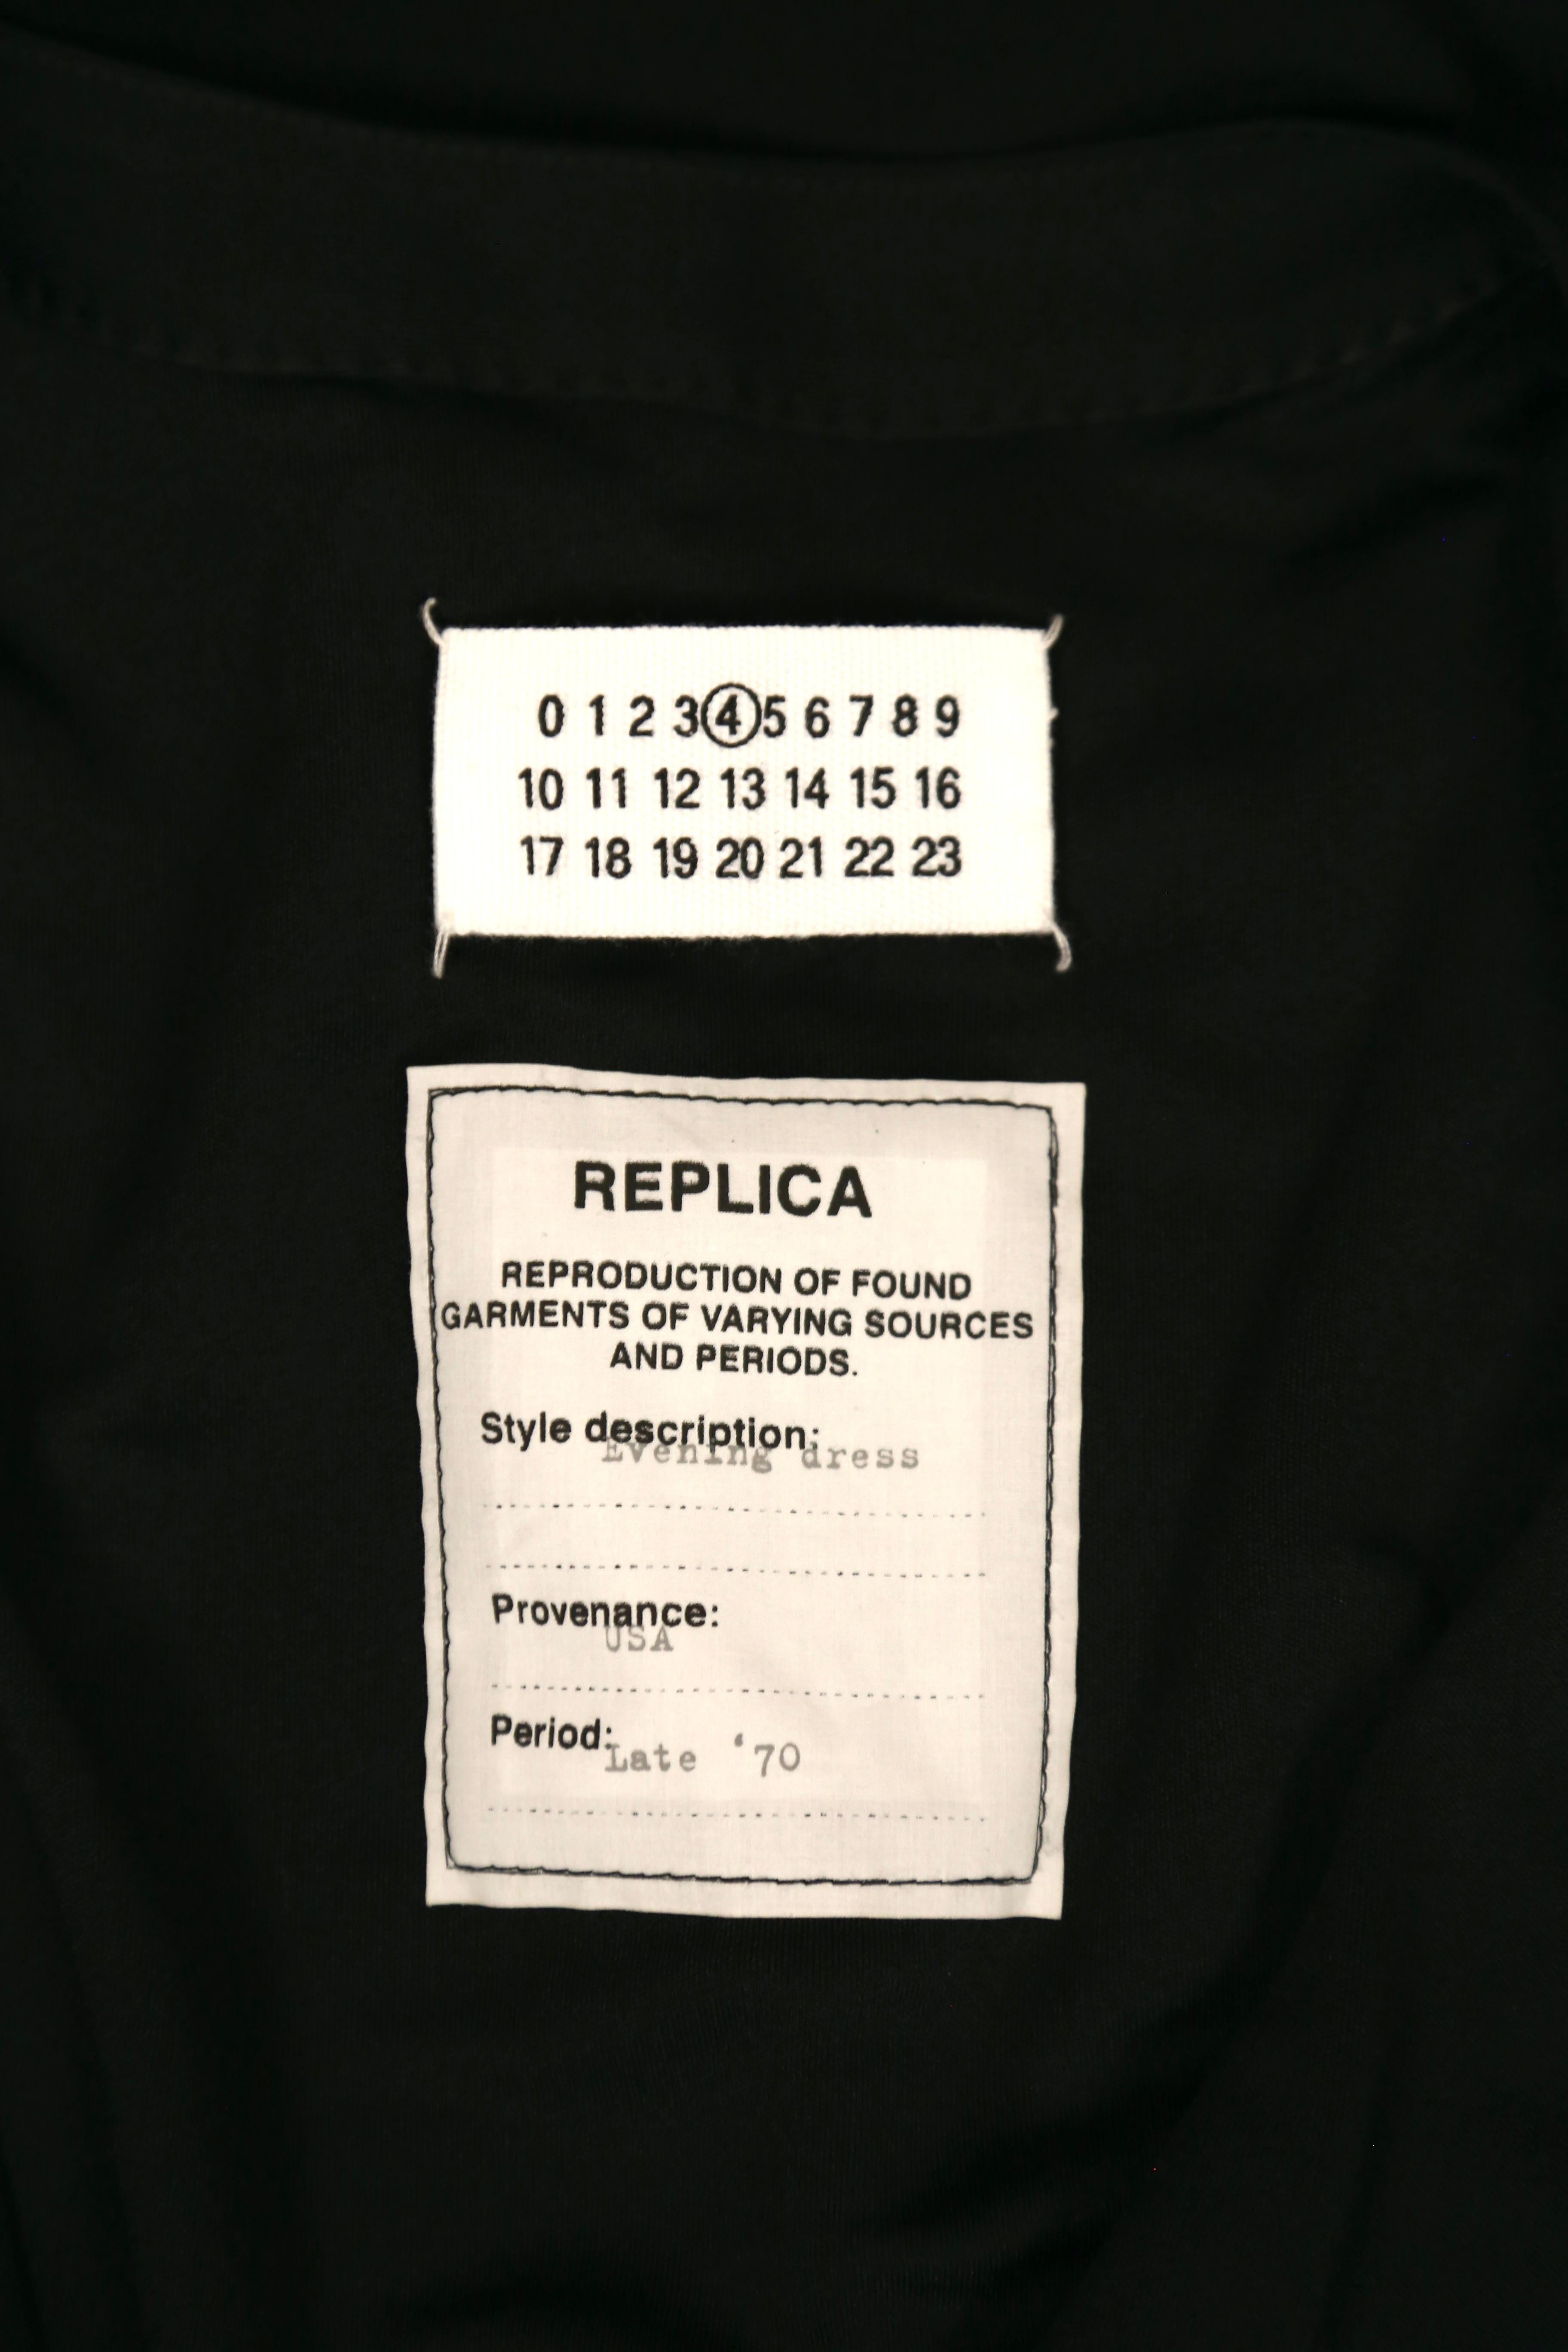 0 1 2 3 4 5 6 7 8 9
10 11 12 13 14 15 16
17 18 19 20 21 22 23
REPLICA
REPRODUCTION OF FOUND
GARMENTS OF VARYING SOURCES
AND PERIODS.
Style description:
Evening dress
Provenance:
USA
Period:
Late '70